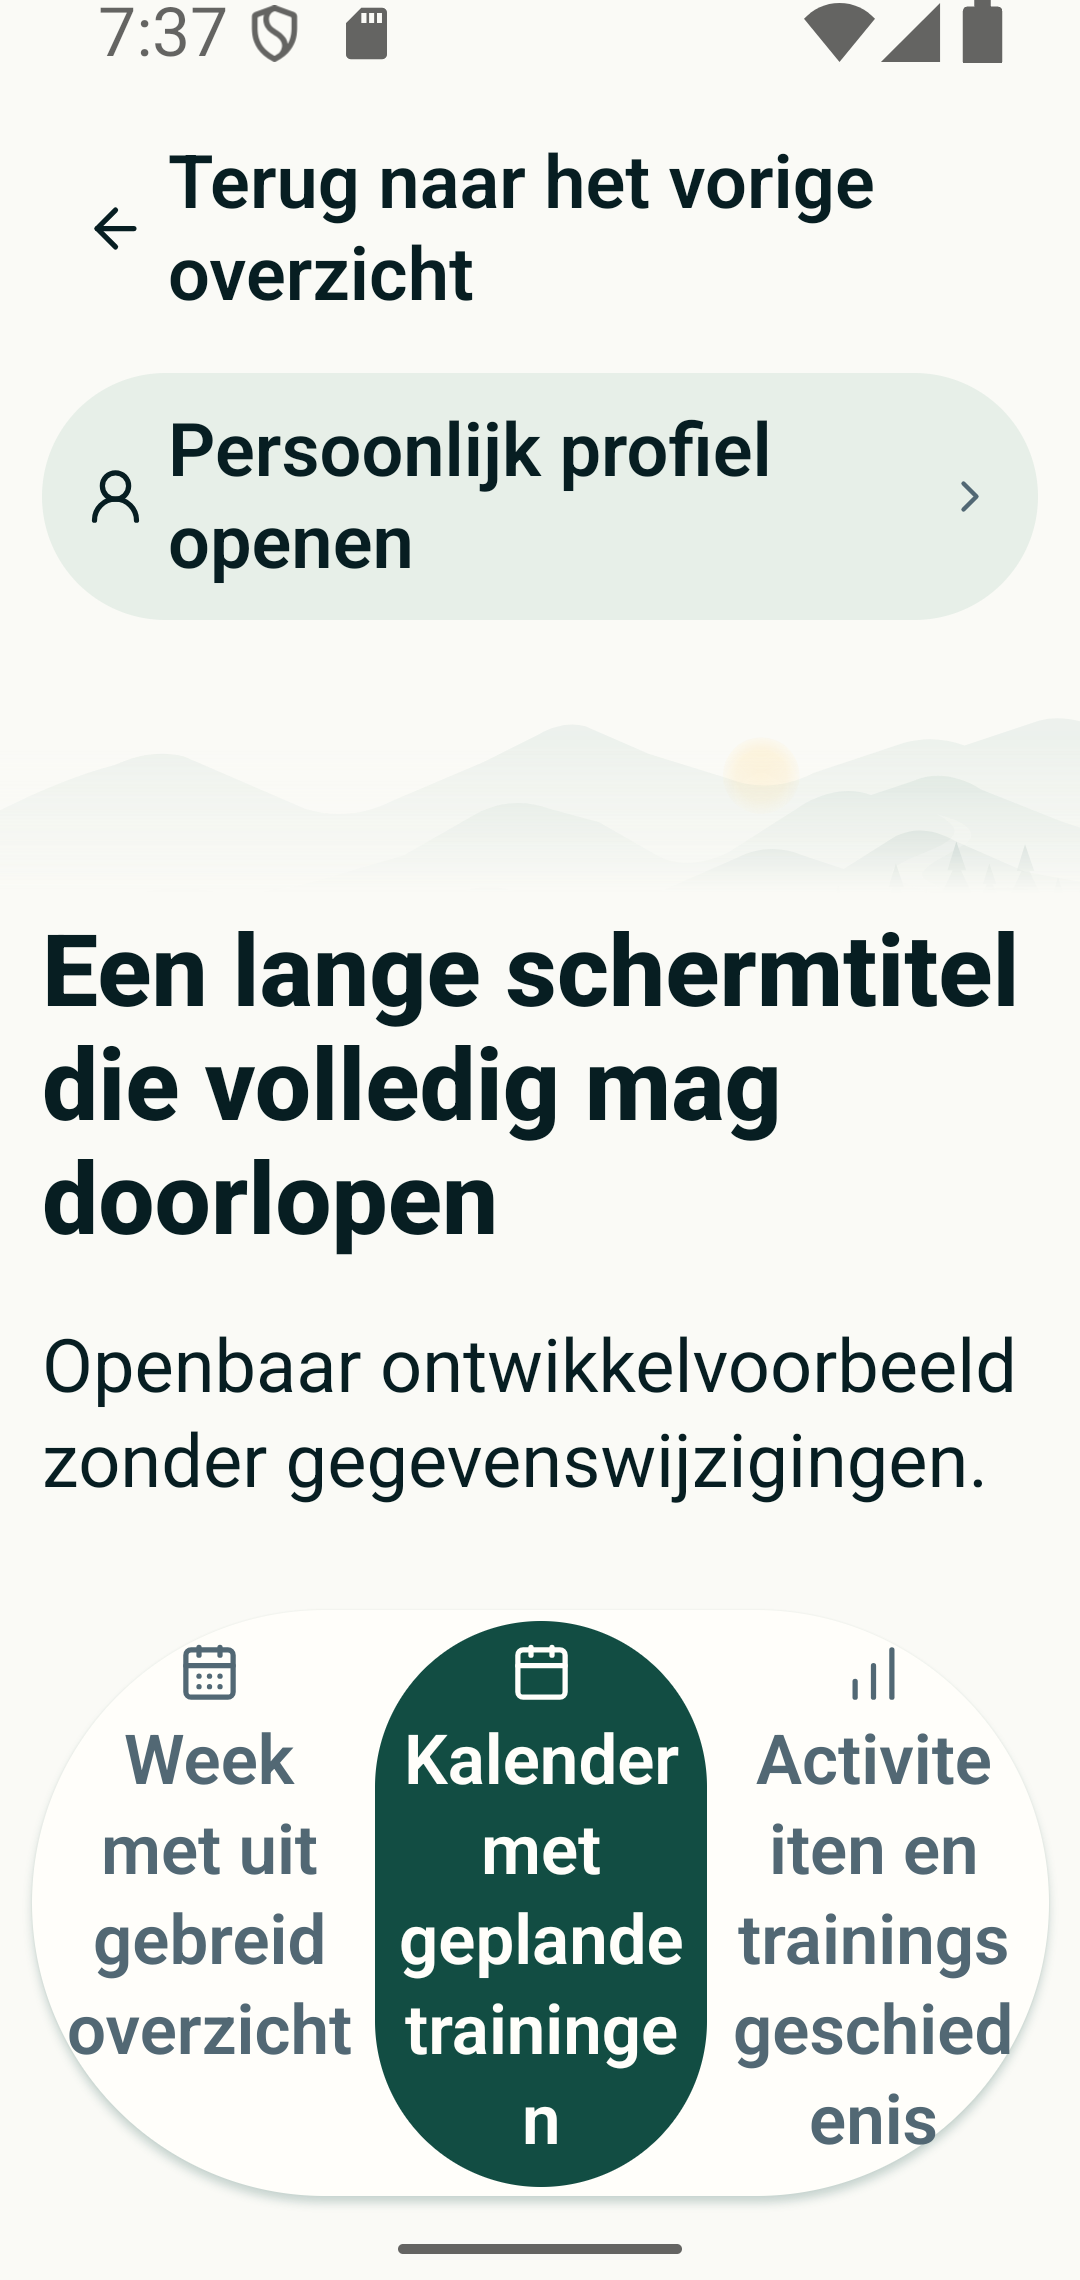 7:37
Terug naar het vorige
overzicht
Persoonlijk profiel
openen
Een lange schermtitel
die volledig mag
doorlopen
Openbaar ontwikkelvoorbeeld
zonder gegevenswijzigingen.
Week
met uit
gebreid
overzicht
Kalender
met
geplande
traininge
n
Activite
iten en
trainings
geschied
enis